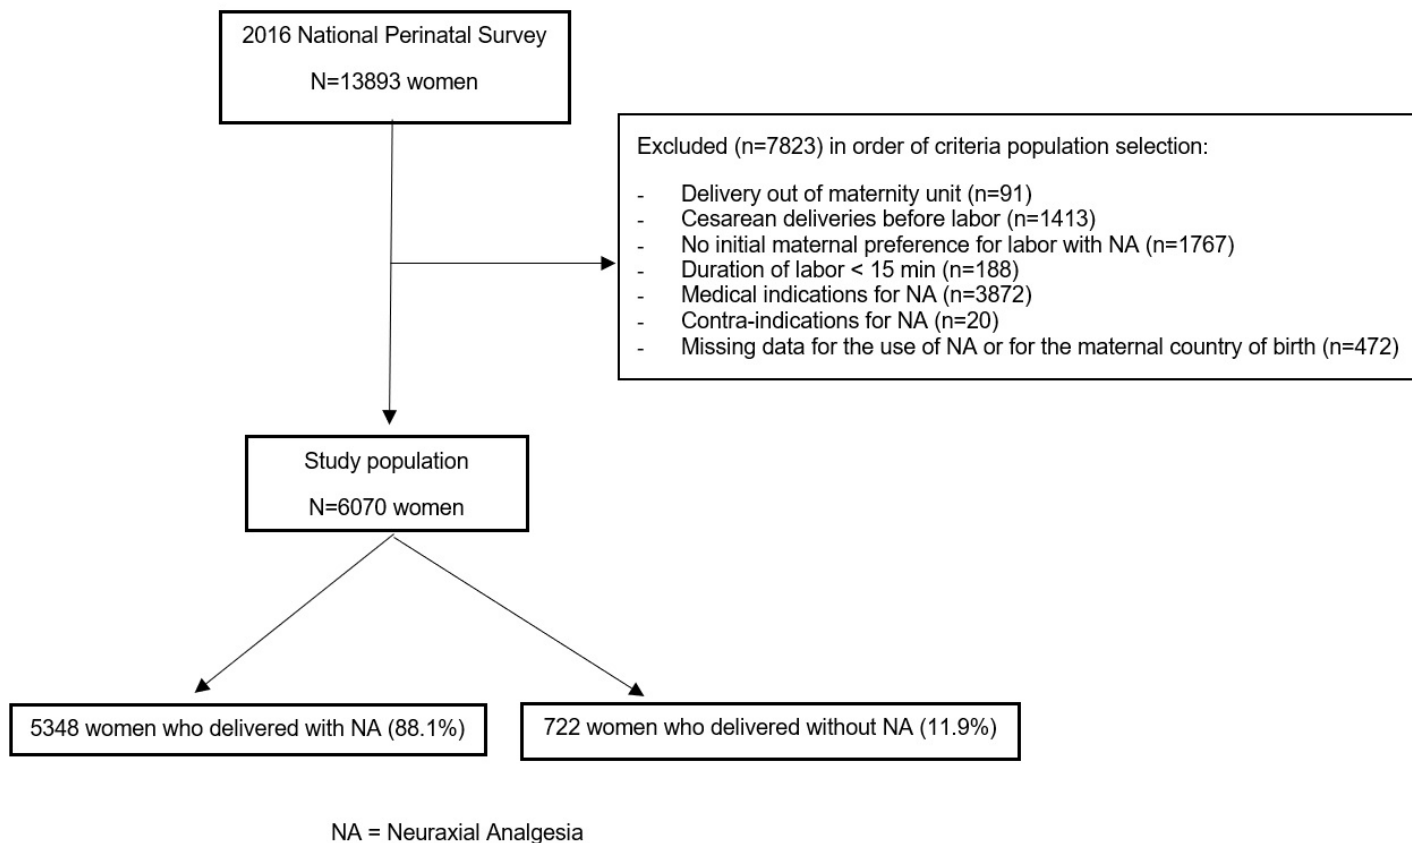 2016 National Perinatal Survey
N=13893 women
Excluded (n=7823) in order of criteria population selection:
- Delivery out of maternity unit (n=91)
- Cesarean deliveries before labor (n=1413)
- No initial maternal preference for labor with NA (n=1767)
- Duration of labor < 15 min (n=188)
- Medical indications for NA (n=3872)
- Contra-indications for NA (n=20)
- Missing data for the use of NA or for the maternal country of birth (n=472)
Study population
N=6070 women
5348 women who delivered with NA (88.1%)
722 women who delivered without NA (11.9%)
NA = Neuraxial Analgesia